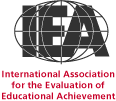 IEA
International Association
for the Evaluation of
Educational Achievement